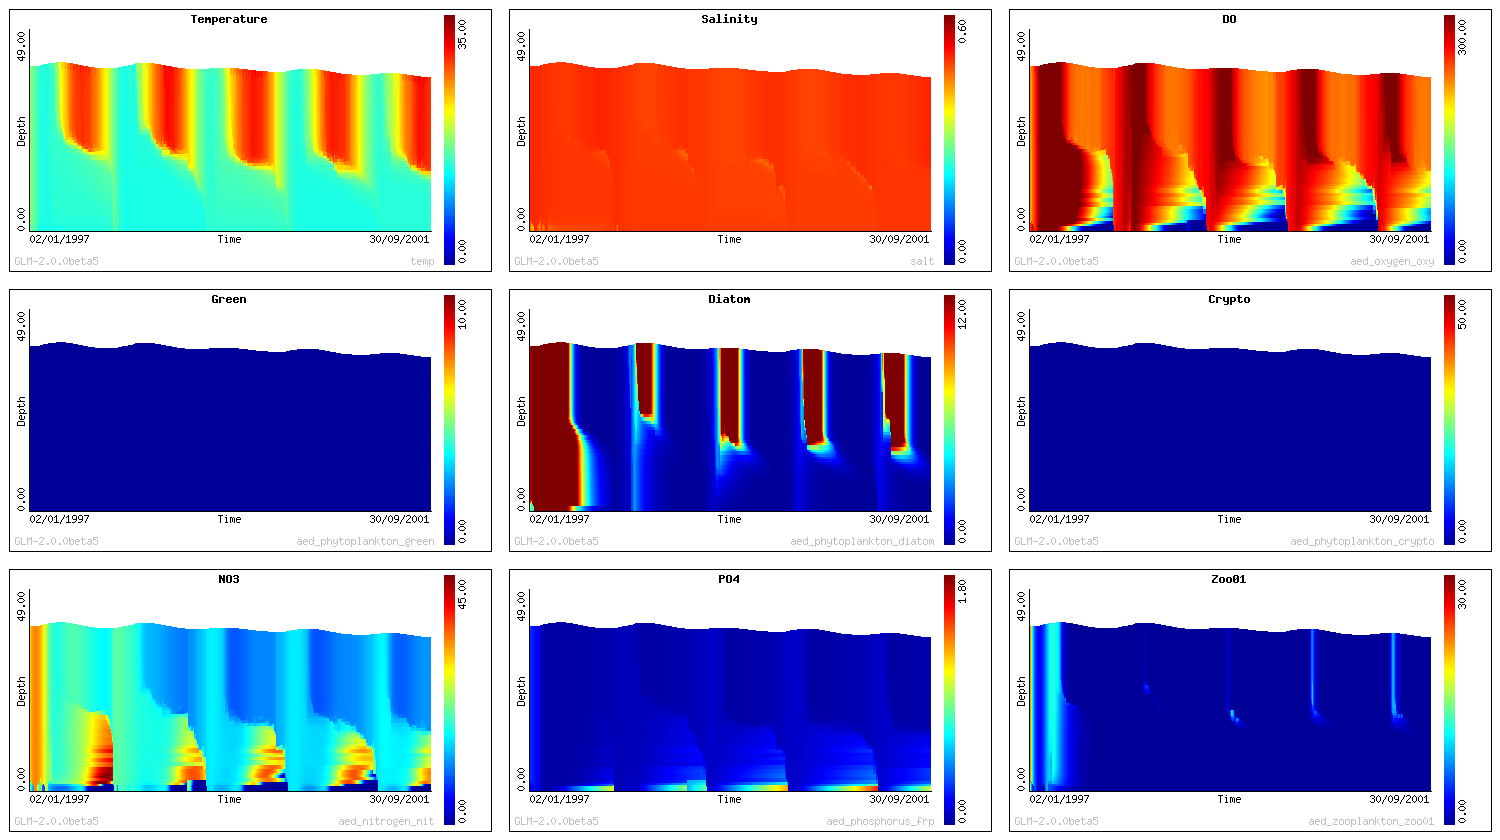 Temperature
49.00
Depth
0.00
02/01/1997 Time 30/09/2001
35.00
0.00
GLM-2.0.0beta5 temp
Salinity
49.00
Depth
0.00
02/01/1997 Time 30/09/2001
0.60
0.00
GLM-2.0.0beta5 salt
DO
49.00
Depth
0.00
02/01/1997 Time 30/09/2001
300.00
0.00
GLM-2.0.0beta5 aed_oxygen_oxy
Green
49.00
Depth
0.00
02/01/1997 Time 30/09/2001
10.00
0.00
GLM-2.0.0beta5 aed_phytoplankton_green
Diatom
49.00
Depth
0.00
02/01/1997 Time 30/09/2001
12.00
0.00
GLM-2.0.0beta5 aed_phytoplankton_diatom
Crypto
49.00
Depth
0.00
02/01/1997 Time 30/09/2001
50.00
0.00
GLM-2.0.0beta5 aed_phytoplankton_crypto
NO3
49.00
Depth
0.00
02/01/1997 Time 30/09/2001
45.00
0.00
GLM-2.0.0beta5 aed_nitrogen_nit
PO4
49.00
Depth
0.00
02/01/1997 Time 30/09/2001
1.80
0.00
GLM-2.0.0beta5 aed_phosphorus_frp
Zoo01
49.00
Depth
0.00
02/01/1997 Time 30/09/2001
30.00
0.00
GLM-2.0.0beta5 aed_zooplankton_zoo01